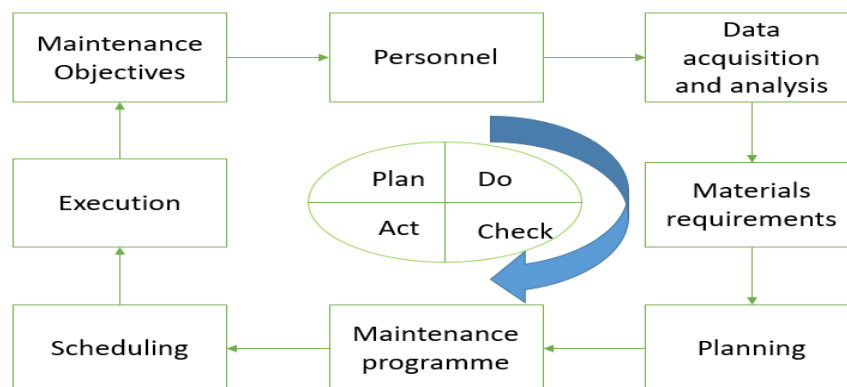 Maintenance
Objectives
Personnel
Data
acquisition
and analysis
Execution
Plan
Do
Act
Check
Materials
requirements
Scheduling
Maintenance
programme
Planning